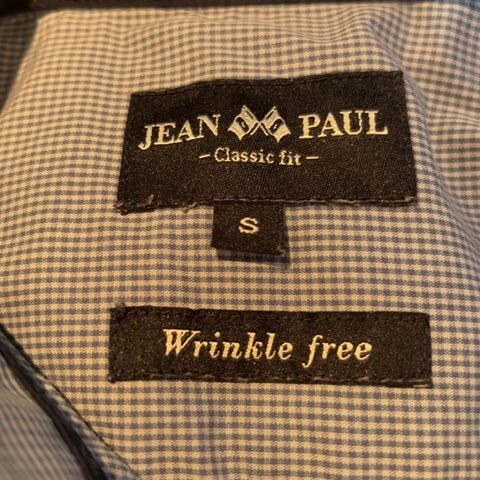 JEAN PAUL
- Classic fit -
S
Wrinkle free